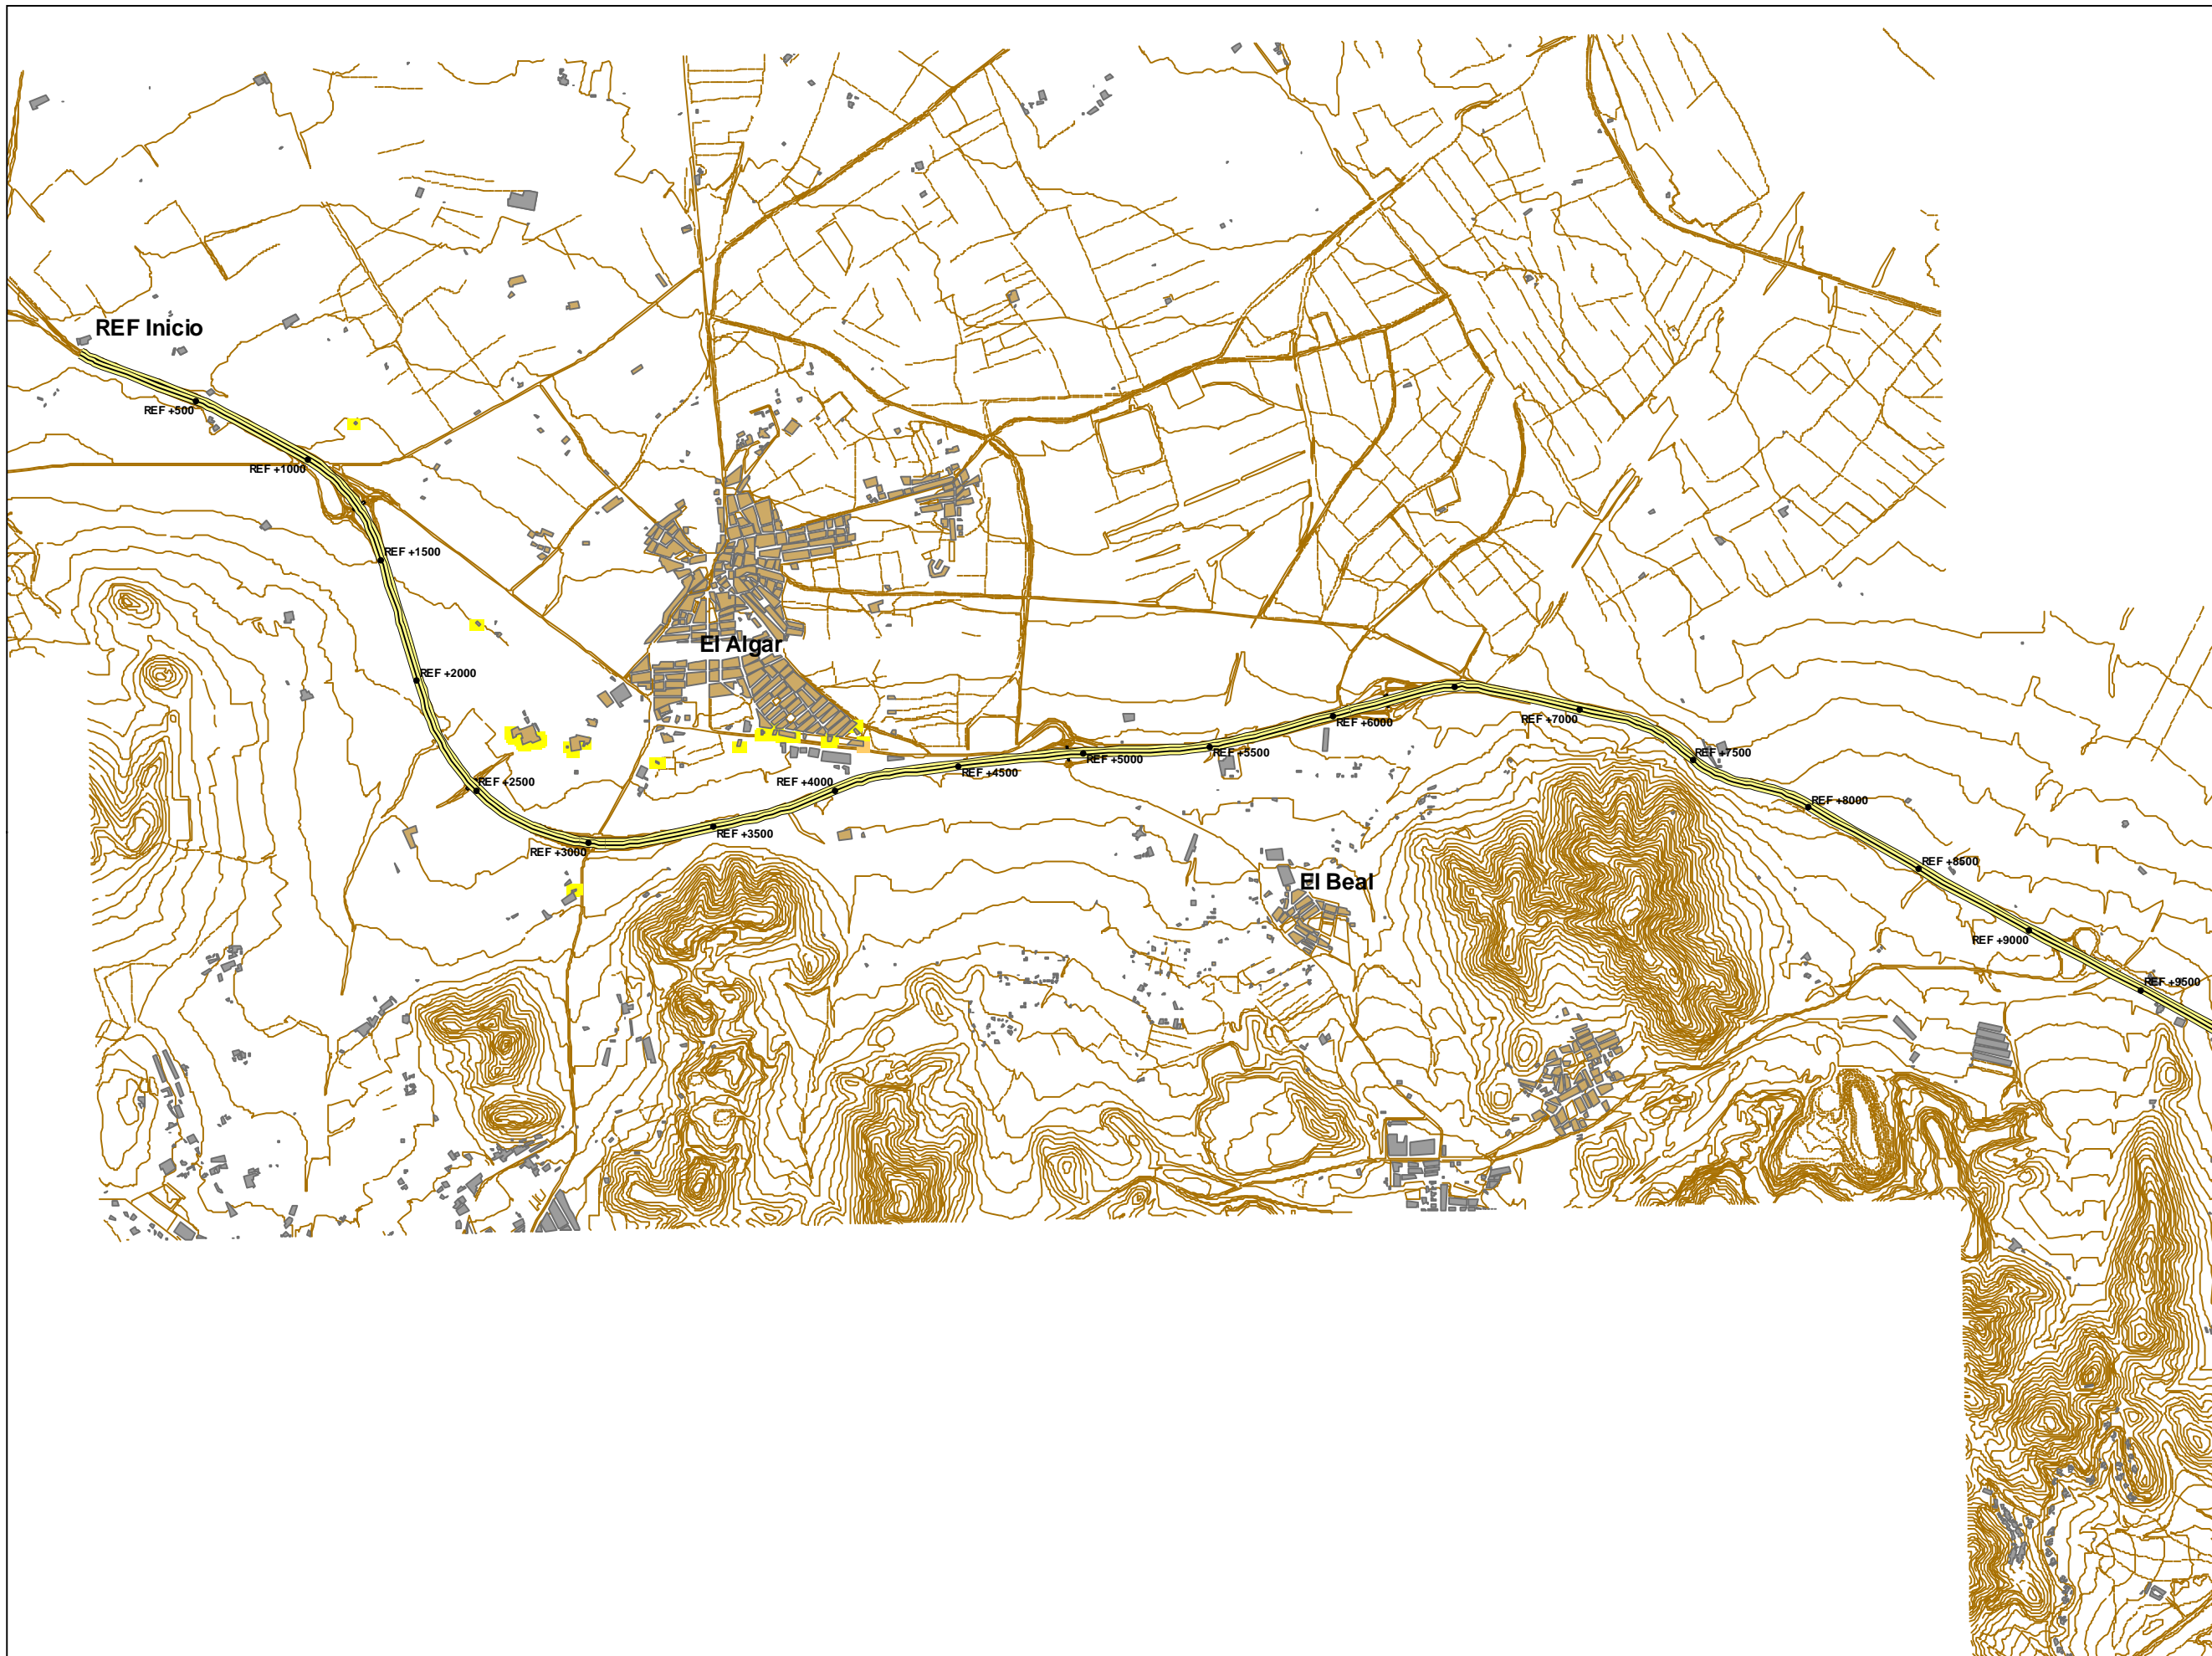 REF Inicio
REF +500
REF +1000
REF +1500
El Algar
REF +2000
REF +6000
REF +7000
REF +5500
REF +7500
REF +5000
REF +4500
REF +2500
REF +4000
REF +8000
REF +3500
REF +3000
REF +8500
El Beal
REF +9000
REF +9500